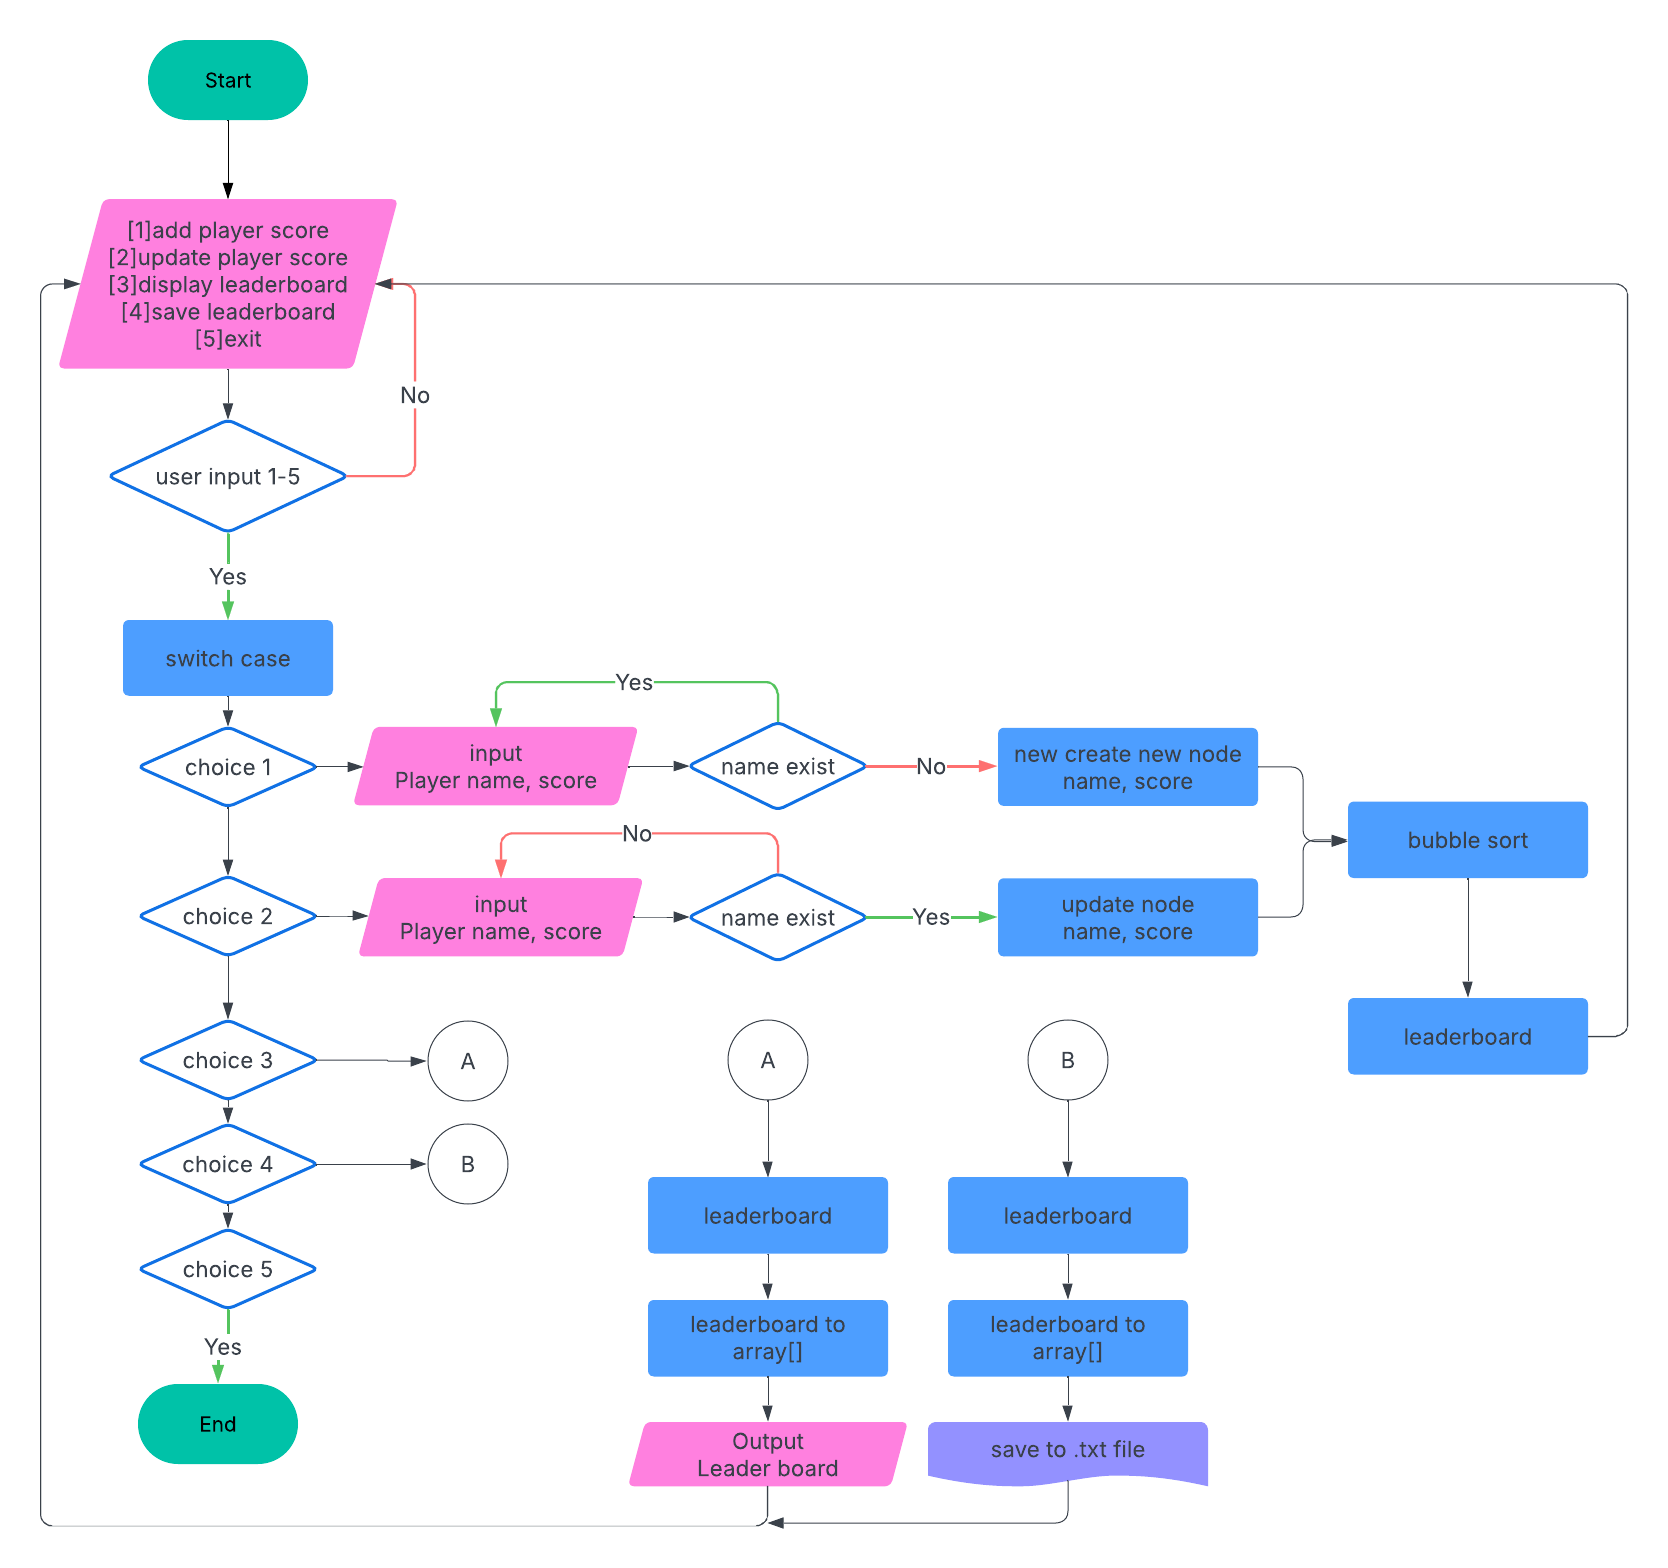 Start
[1]add player score
[2]update player score
[3]display leaderboard
[4]save leaderboard
[5]exit
No
user input 1-5
Yes
switch case
Yes
choice 1
input
Player name, score
name exist
No
new create new node
name, score
bubble sort
No
choice 2
input
Player name, score
name exist
Yes
update node
name, score
leaderboard
choice 3
A
A
B
choice 4
B
leaderboard
leaderboard
choice 5
leaderboard to
array[]
leaderboard to
array[]
Yes
End
Output
Leader board
save to .txt file